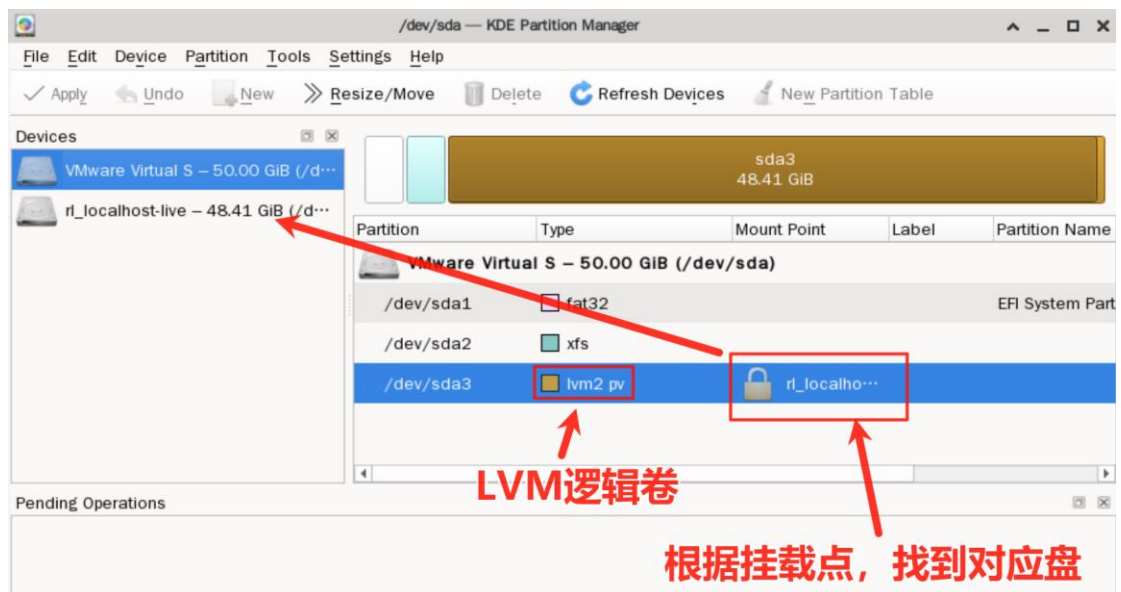 /dev/sda — KDE Partition Manager
File Edit Device Partition Tools Settings Help
Apply Undo New Resize/Move Delete Refresh Devices New Partition Table
Devices
VMware Virtual S – 50.00 GiB (/d···
rl_localhost-live – 48.41 GiB (/d···
sda3
48.41 GiB
Partition Type Mount Point Label Partition Name
VMware Virtual S – 50.00 GiB (/dev/sda)
/dev/sda1 fat32 EFI System Part
/dev/sda2 xfs
/dev/sda3 lvm2 pv rl_localho···
LVM逻辑卷
Pending Operations
根据挂载点，找到对应盘